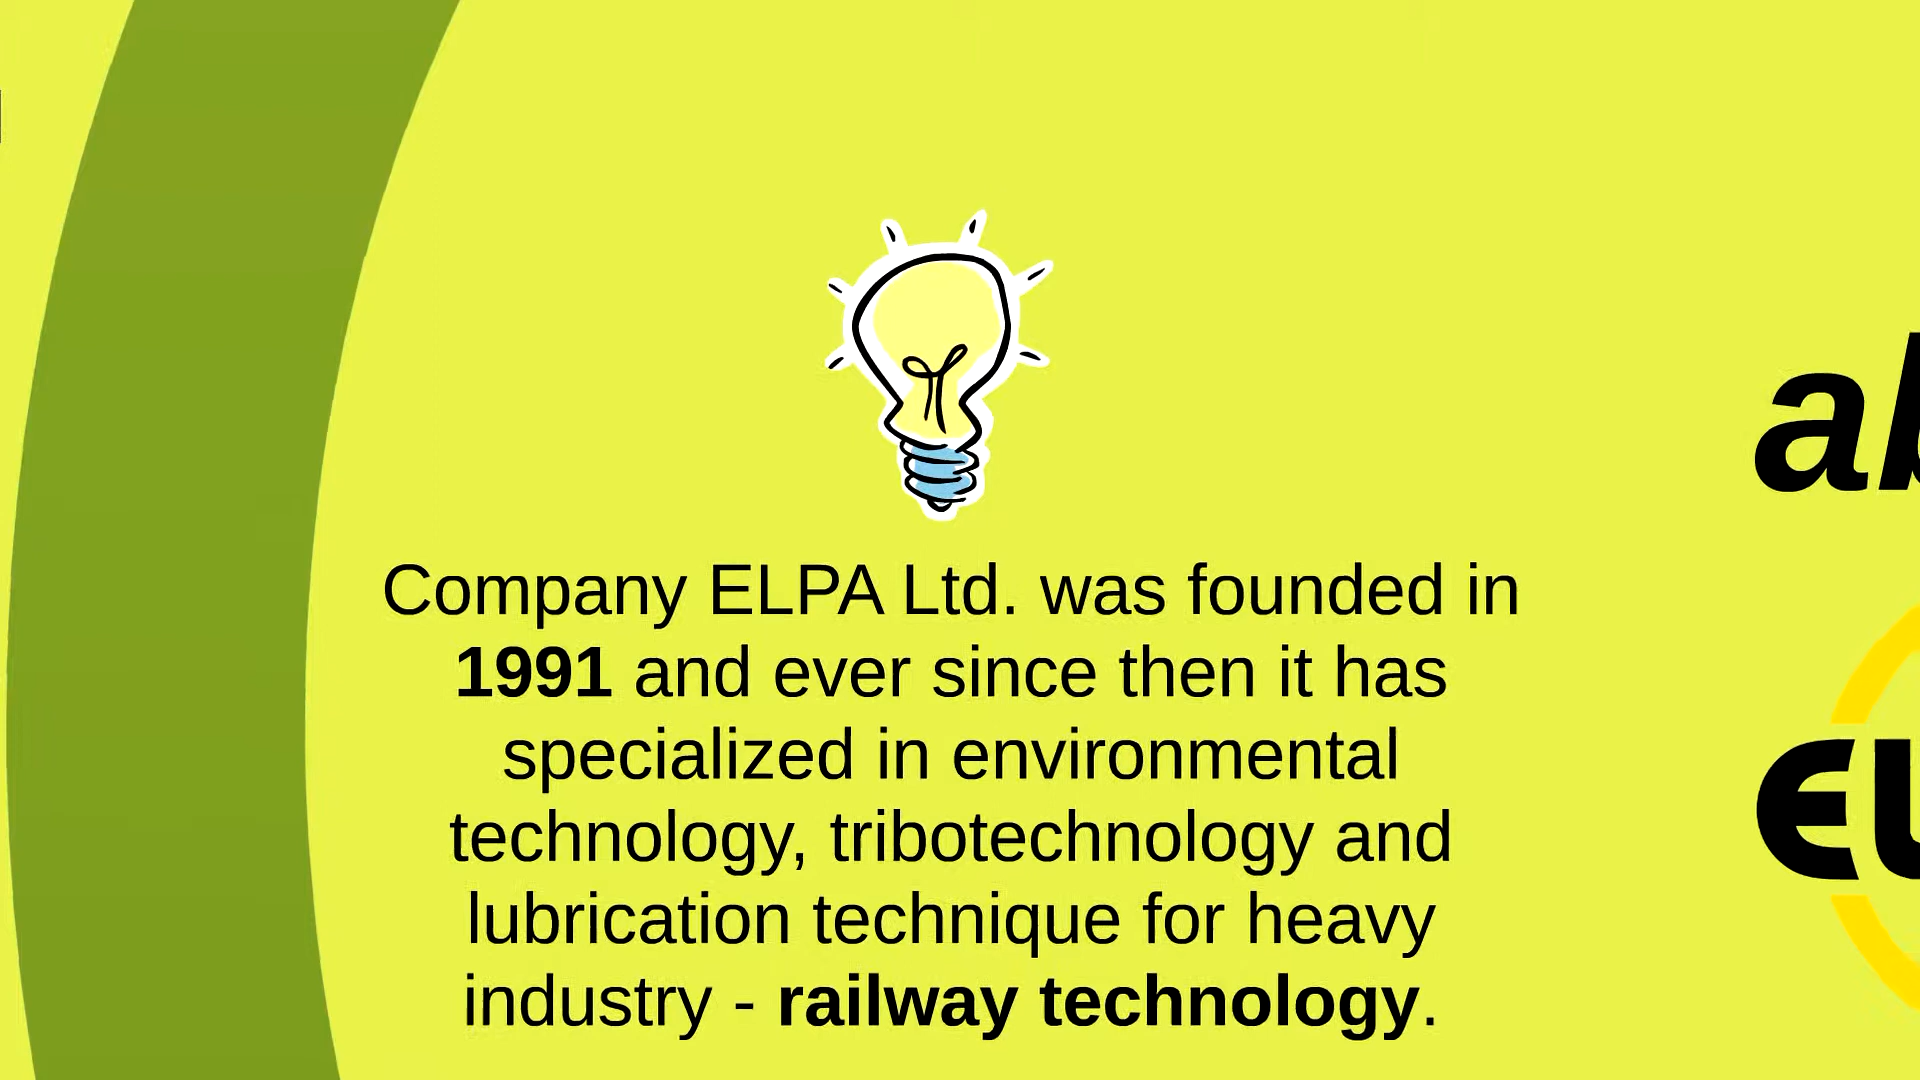 Company ELPA Ltd. was founded in
1991 and ever since then it has
specialized in environmental
technology, tribotechnology and
lubrication technique for heavy
industry - railway technology.